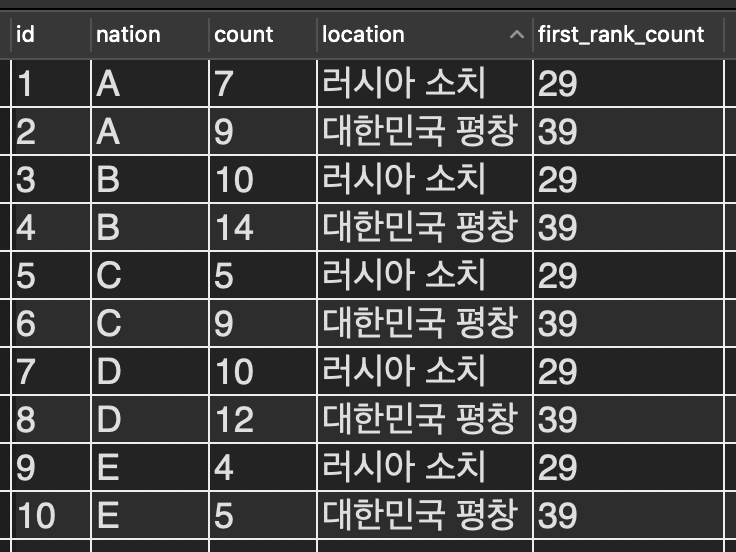 id nation count location first_rank_count
1 A 7 러시아 소치 29
2 A 9 대한민국 평창 39
3 B 10 러시아 소치 29
4 B 14 대한민국 평창 39
5 C 5 러시아 소치 29
6 C 9 대한민국 평창 39
7 D 10 러시아 소치 29
8 D 12 대한민국 평창 39
9 E 4 러시아 소치 29
10 E 5 대한민국 평창 39